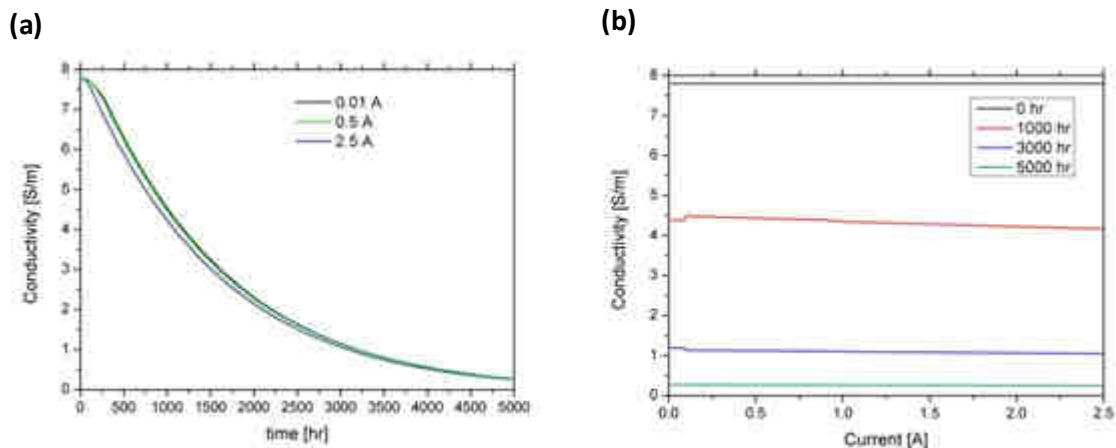 (a)
8
7
6
5
4
3
2
1
0
Conductivity [S/m]
0.01 A
0.5 A
2.5 A
0 500 1000 1500 2000 2500 3000 3500 4000 4500 5000
time [hr]
(b)
8
7
6
5
4
3
2
1
0
Conductivity [S/m]
0 hr
1000 hr
3000 hr
5000 hr
0.0 0.5 1.0 1.5 2.0 2.5
Current [A]